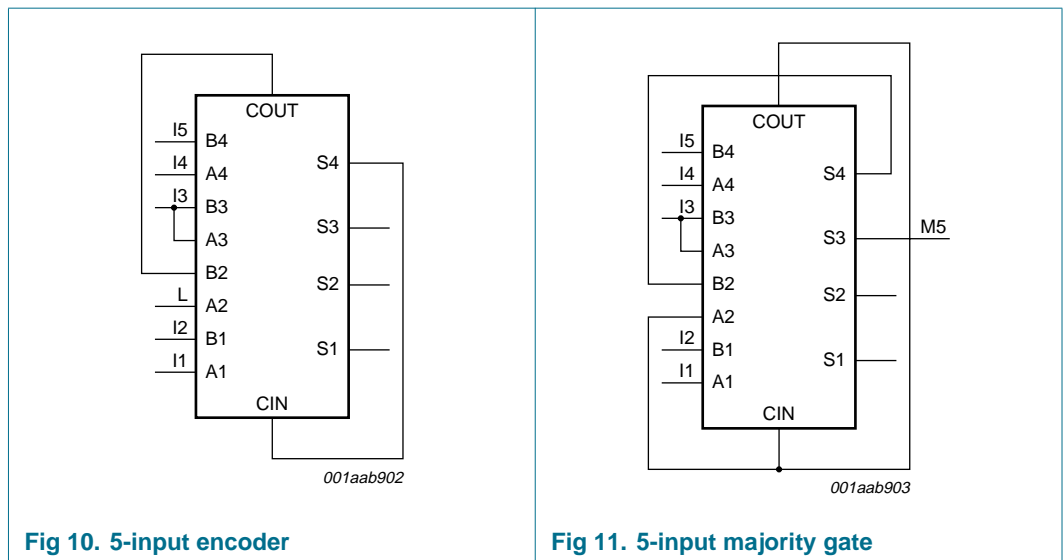 COUT
I5 B4
I4 A4 S4
I3 B3
A3 S3
B2
L A2 S2
I2 B1
I1 A1 S1
CIN
001aab902
Fig 10. 5-input encoder
COUT
I5 B4
I4 A4 S4
I3 B3
A3 S3 M5
B2
A2 S2
I2 B1
I1 A1 S1
CIN
001aab903
Fig 11. 5-input majority gate